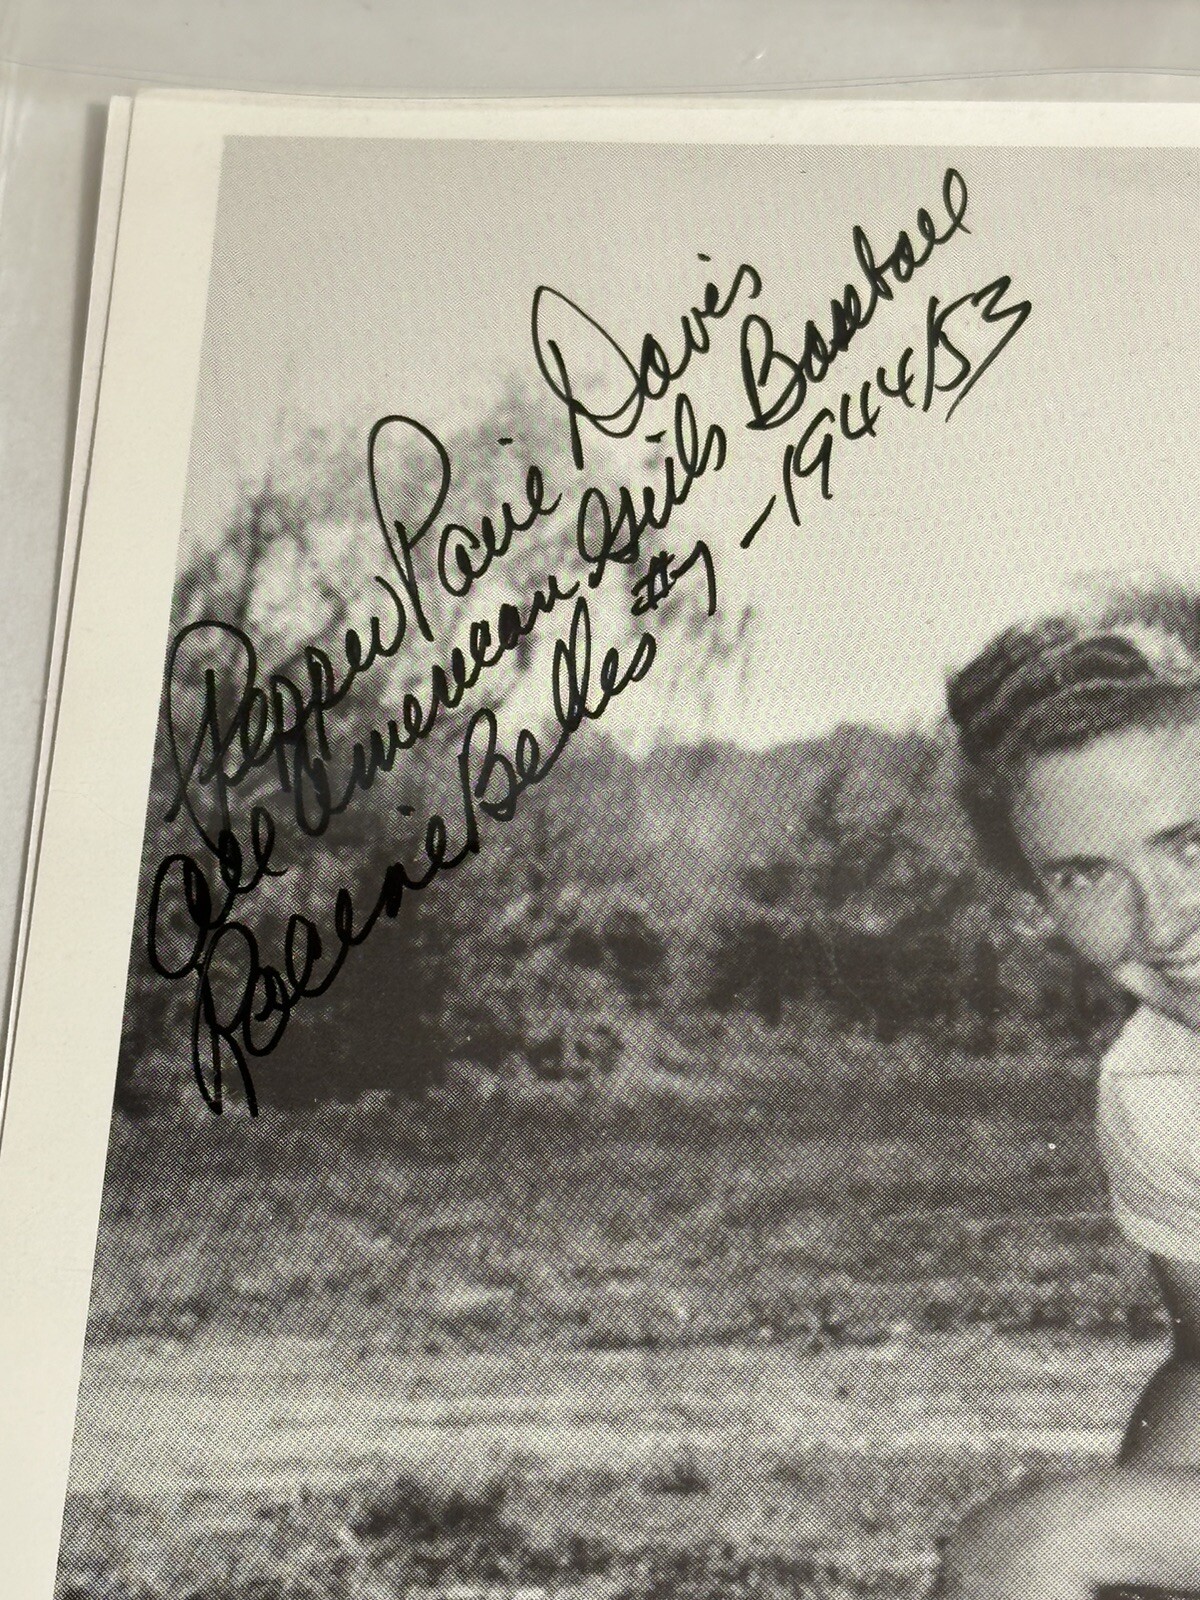 Pepper Paire Davis
All American Girls Baseball
Racine Belles #7 - 1944/53